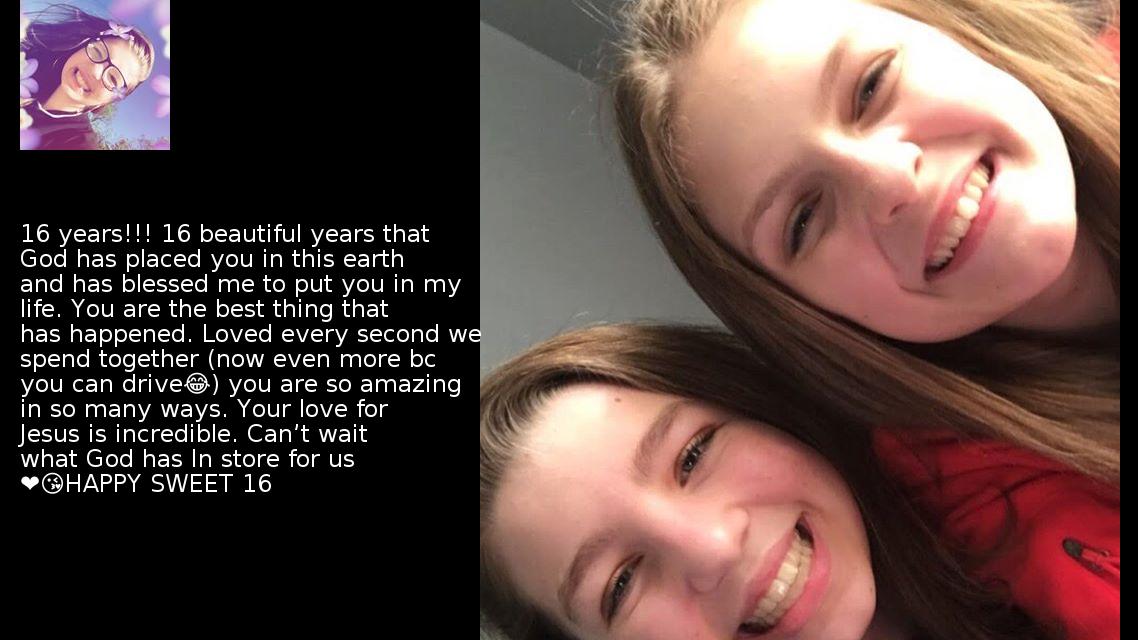 16 years!!! 16 beautiful years that
God has placed you in this earth
and has blessed me to put you in my
life. You are the best thing that
has happened. Loved every second we
spend together (now even more bc
you can drive😂) you are so amazing
in so many ways. Your love for
Jesus is incredible. Can’t wait
what God has In store for us
❤😘HAPPY SWEET 16